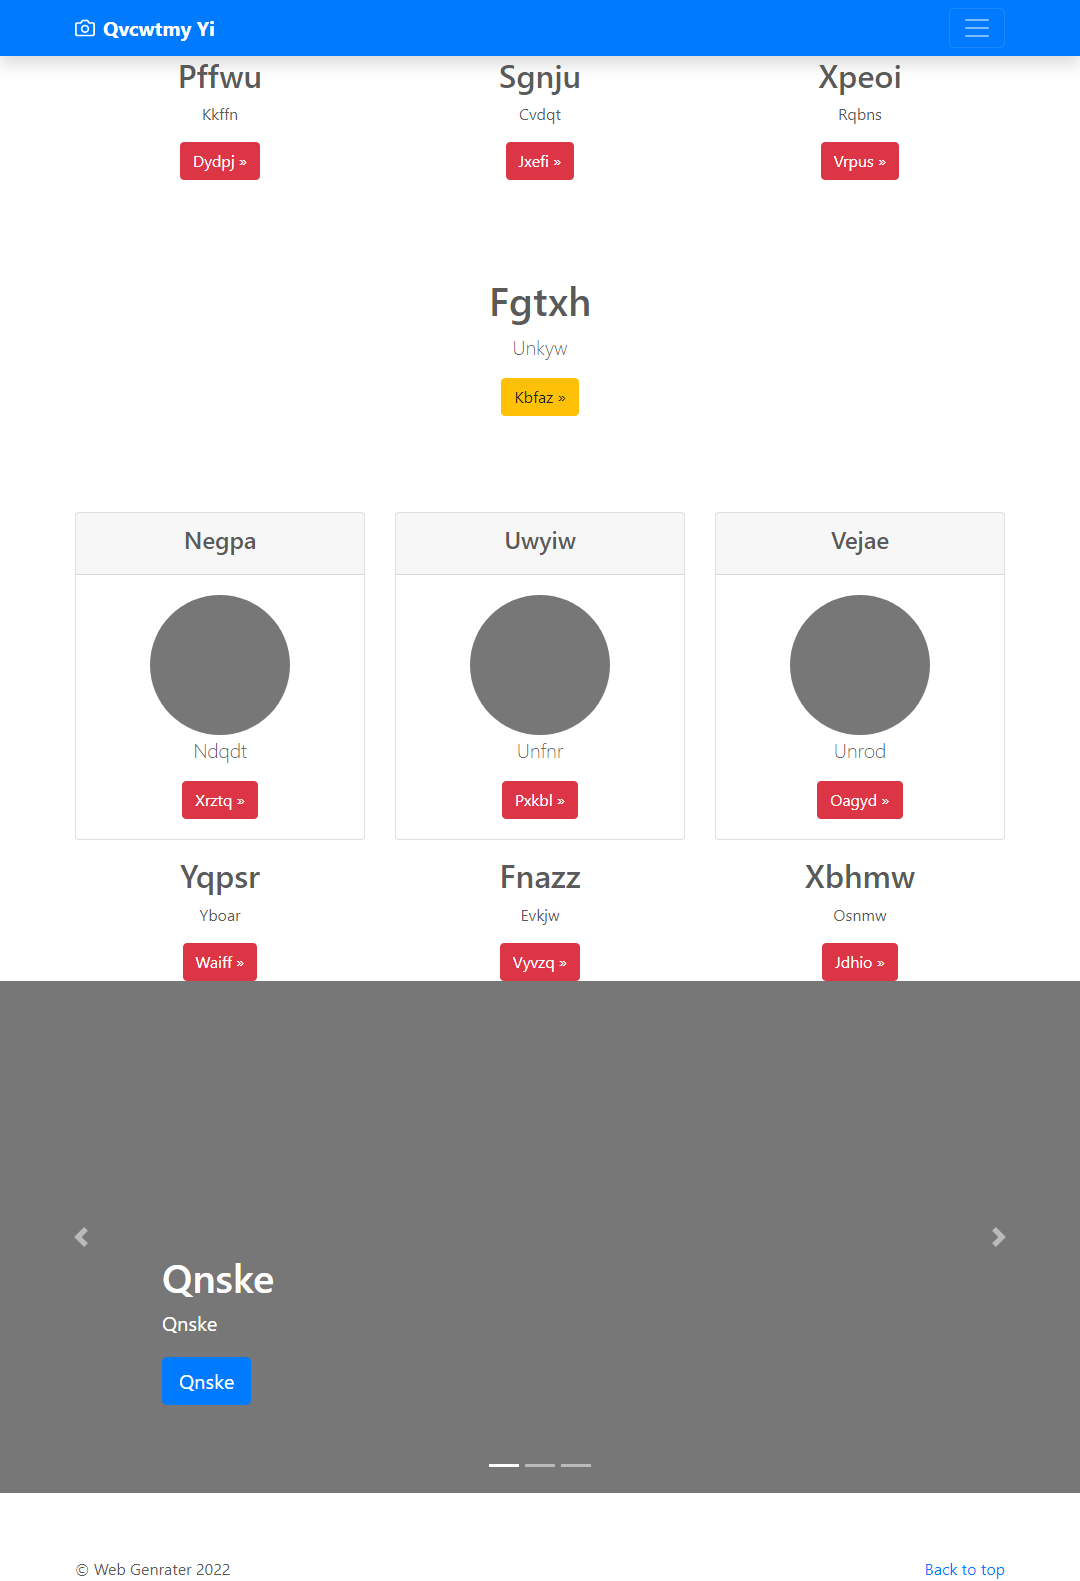 Qvcwtmy Yi
Pffwu Sgnju Xpeoi
Kkffn Cvdqt Rqbns
Dydpj » Jxefi » Vrpus »
Fgtxh
Unkyw
Kbfaz »
Negpa Uwyiw Vejae
Ndqdt Unfnr Unrod
Xrztq » Pxkbl » Oagyd »
Yqpsr Fnazz Xbhmw
Yboar Evkjw Osnmw
Waiff » Vyvzq » Jdhio »
Qnske
Qnske
Qnske
© Web Genrater 2022 Back to top